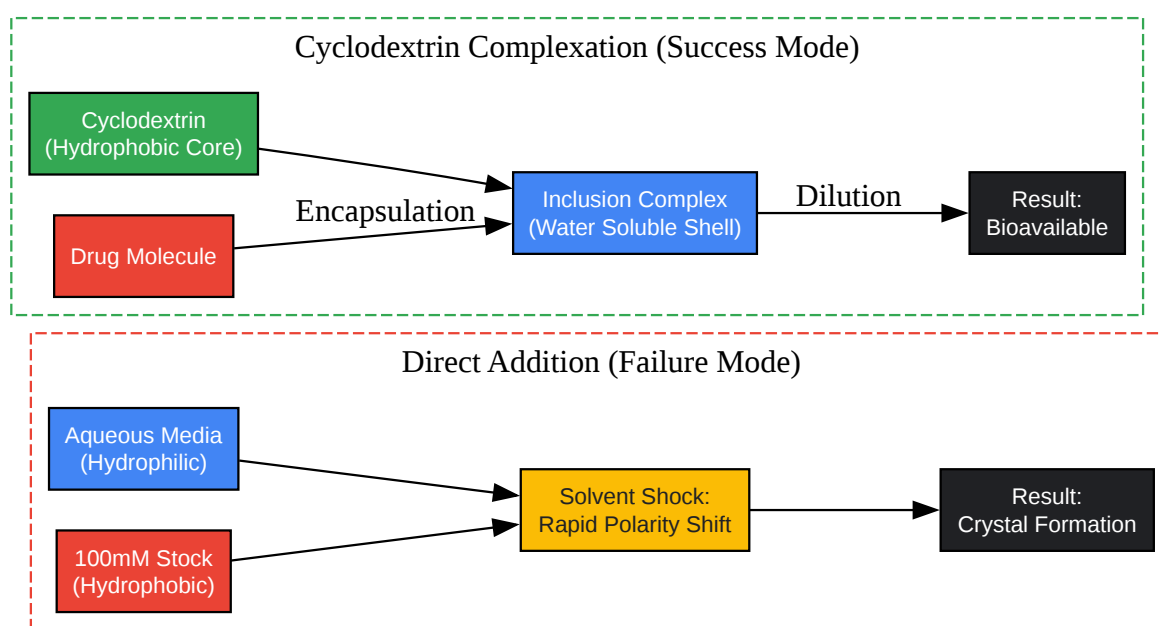 Cyclodextrin Complexation (Success Mode)
Cyclodextrin
(Hydrophobic Core)
Drug Molecule
Encapsulation
Inclusion Complex
(Water Soluble Shell)
Dilution
Result:
Bioavailable
Direct Addition (Failure Mode)
Aqueous Media
(Hydrophilic)
100mM Stock
(Hydrophobic)
Solvent Shock:
Rapid Polarity Shift
Result:
Crystal Formation